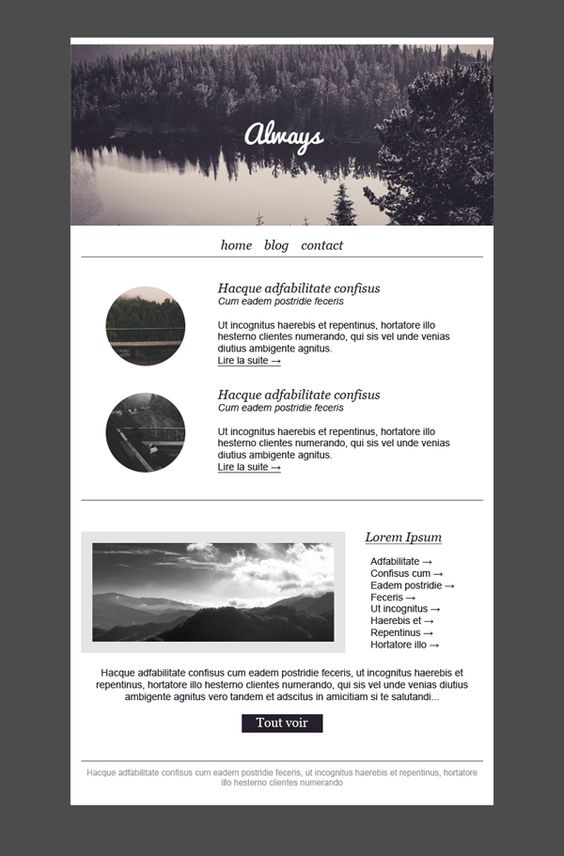 Always
home blog contact
Hacque adfabilitate confisus
Cum eadem postridie feceris
Ut incognitus haerebis et repentinus, hortatore illo
hesterno clientes numerando, qui sis vel unde venias
diutius ambigente agnitus.
Lire la suite →
Hacque adfabilitate confisus
Cum eadem postridie feceris
Ut incognitus haerebis et repentinus, hortatore illo
hesterno clientes numerando, qui sis vel unde venias
diutius ambigente agnitus.
Lire la suite →
Lorem Ipsum
Adfabilitate →
Confisus cum →
Eadem postridie →
Feceris →
Ut incognitus →
Haerebis et →
Repentinus →
Hortatore illo →
Hacque adfabilitate confisus cum eadem postridie feceris, ut incognitus haerebis et
repentinus, hortatore illo hesterno clientes numerando, qui sis vel unde venias diutius
ambigente agnitus vero tandem et adscitus in amicitiam si te salutandi...
Tout voir
Hacque adfabilitate confisus cum eadem postridie feceris, ut incognitus haerebis et repentinus, hortatore
illo hesterno clientes numerando